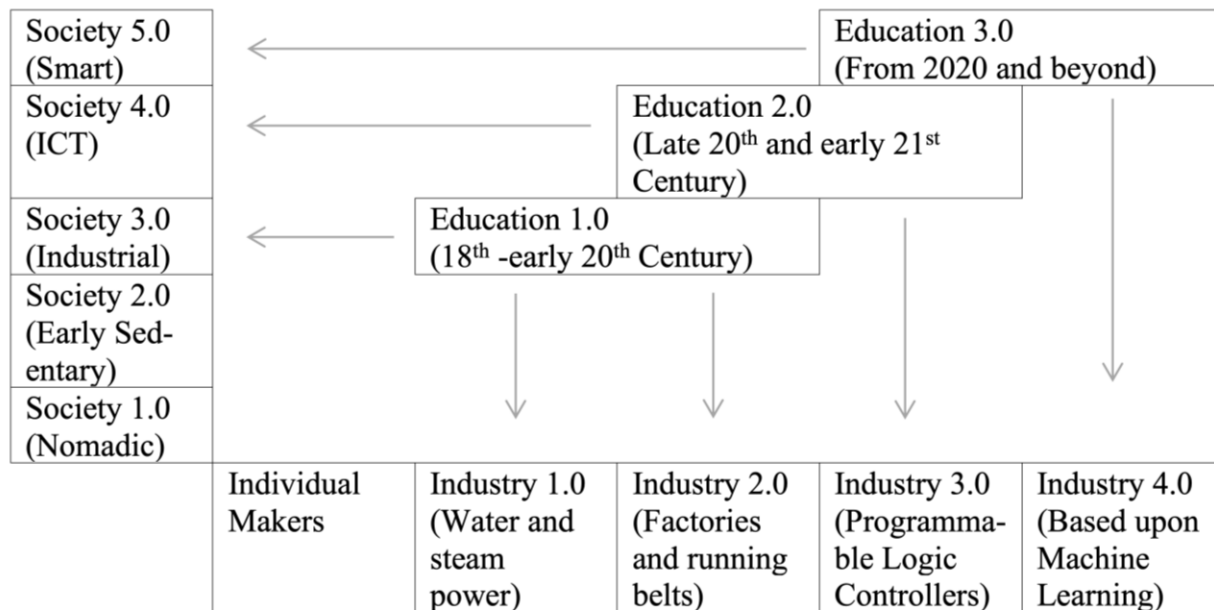 Society 5.0
(Smart)
Education 3.0
(From 2020 and beyond)
Society 4.0
(ICT)
Education 2.0
(Late 20th and early 21st
Century)
Society 3.0
(Industrial)
Education 1.0
(18th -early 20th Century)
Society 2.0
(Early Sed-
entary)
Society 1.0
(Nomadic)
Individual
Makers
Industry 1.0
(Water and
steam
power)
Industry 2.0
(Factories
and running
belts)
Industry 3.0
(Programma-
ble Logic
Controllers)
Industry 4.0
(Based upon
Machine
Learning)